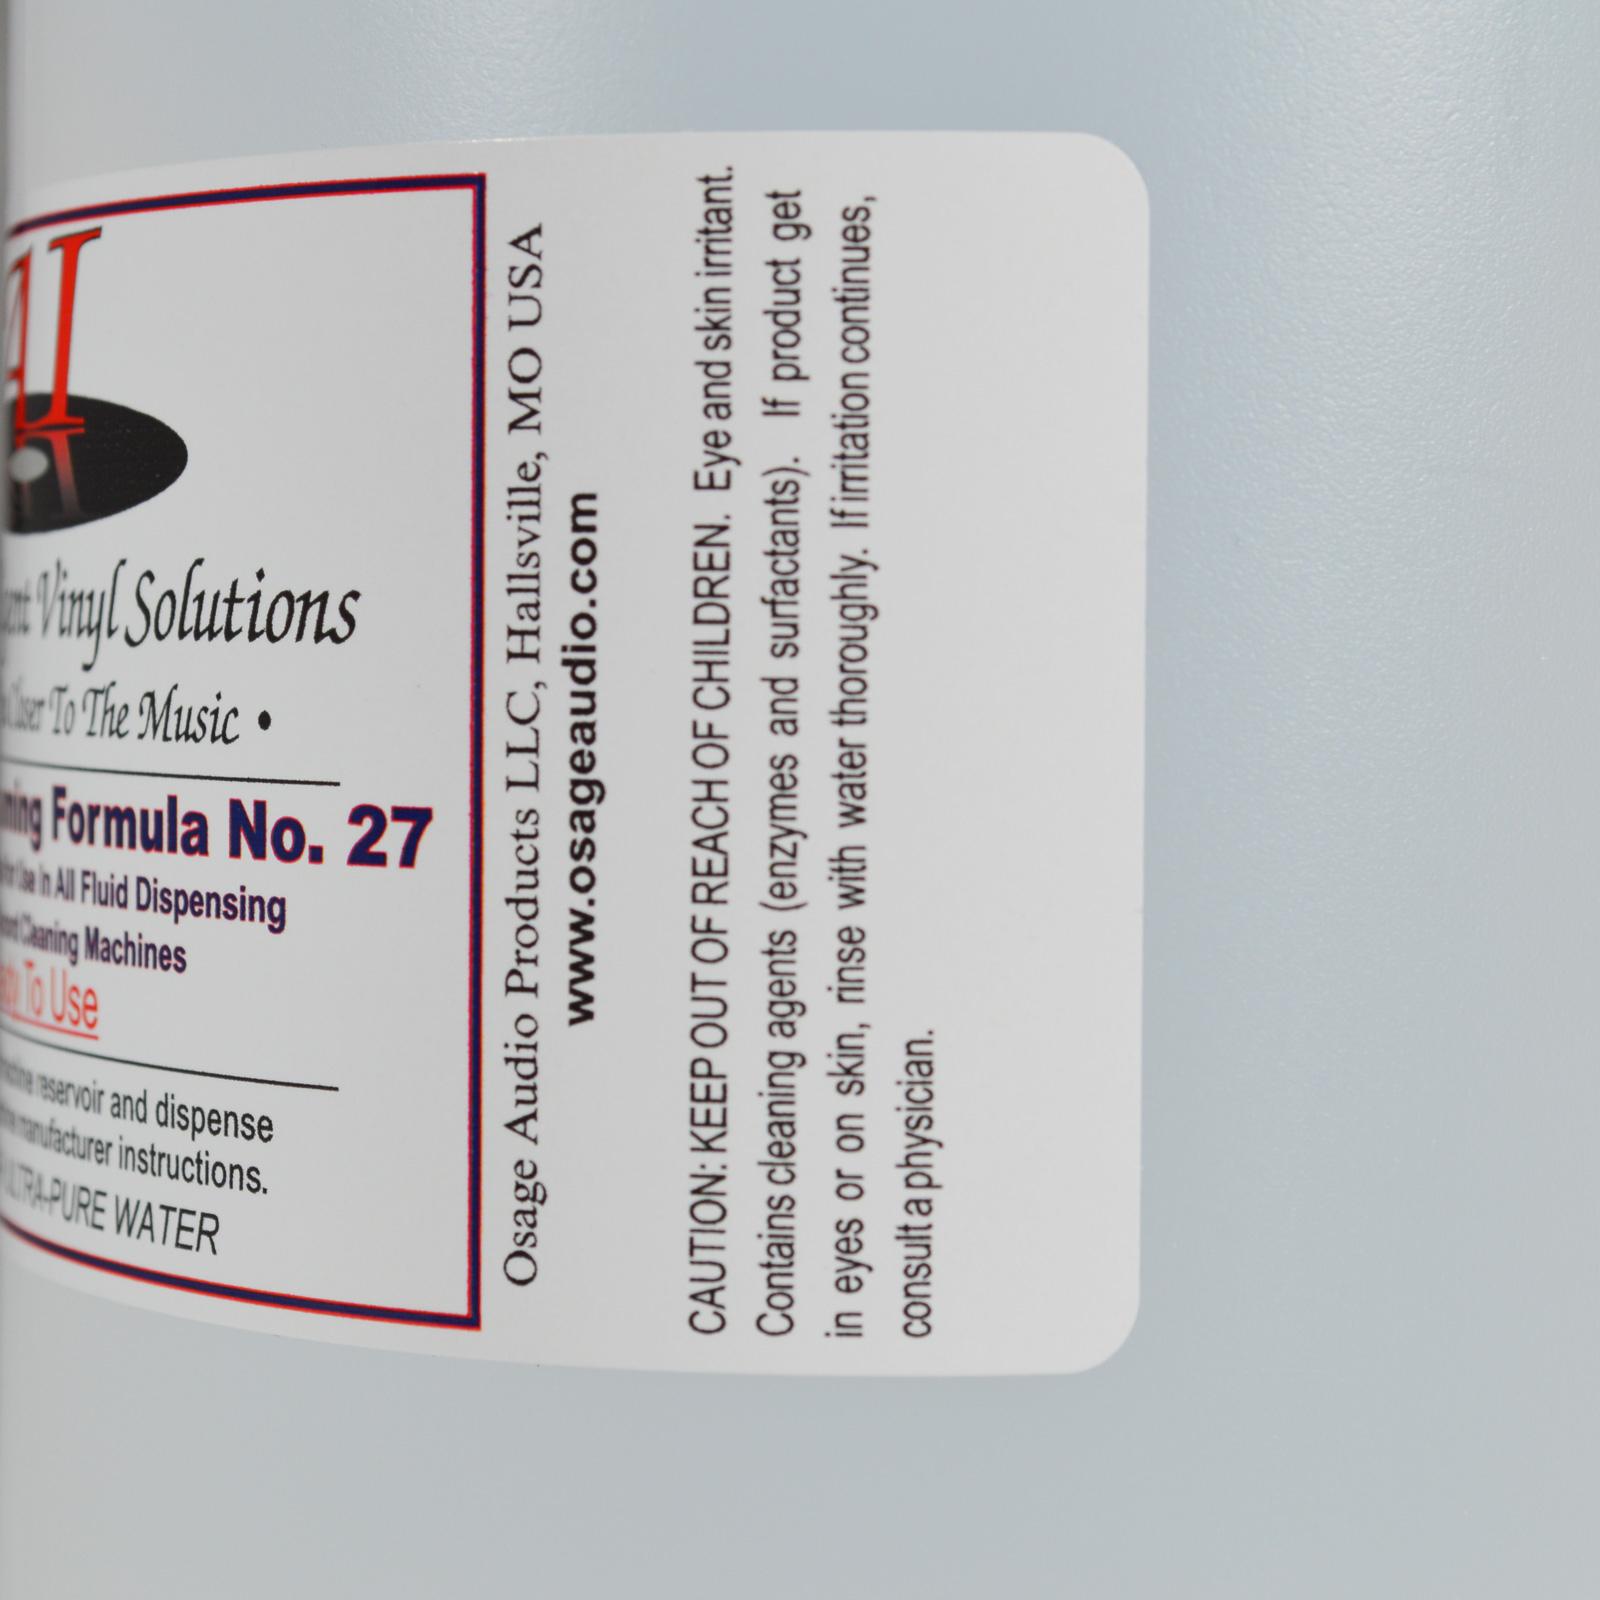 AI
Vinyl Solutions
To The Music •
Formula No. 27
Use In All Fluid Dispensing
Cleaning Machines
To Use
reservoir and dispense
manufacturer instructions.
ULTRA-PURE WATER
Osage Audio Products LLC, Hallsville, MO USA
www.osageaudio.com
CAUTION: KEEP OUT OF REACH OF CHILDREN. Eye and skin irritant.
Contains cleaning agents (enzymes and surfactants). If product get
in eyes or on skin, rinse with water thoroughly. If irritation continues,
consult a physician.